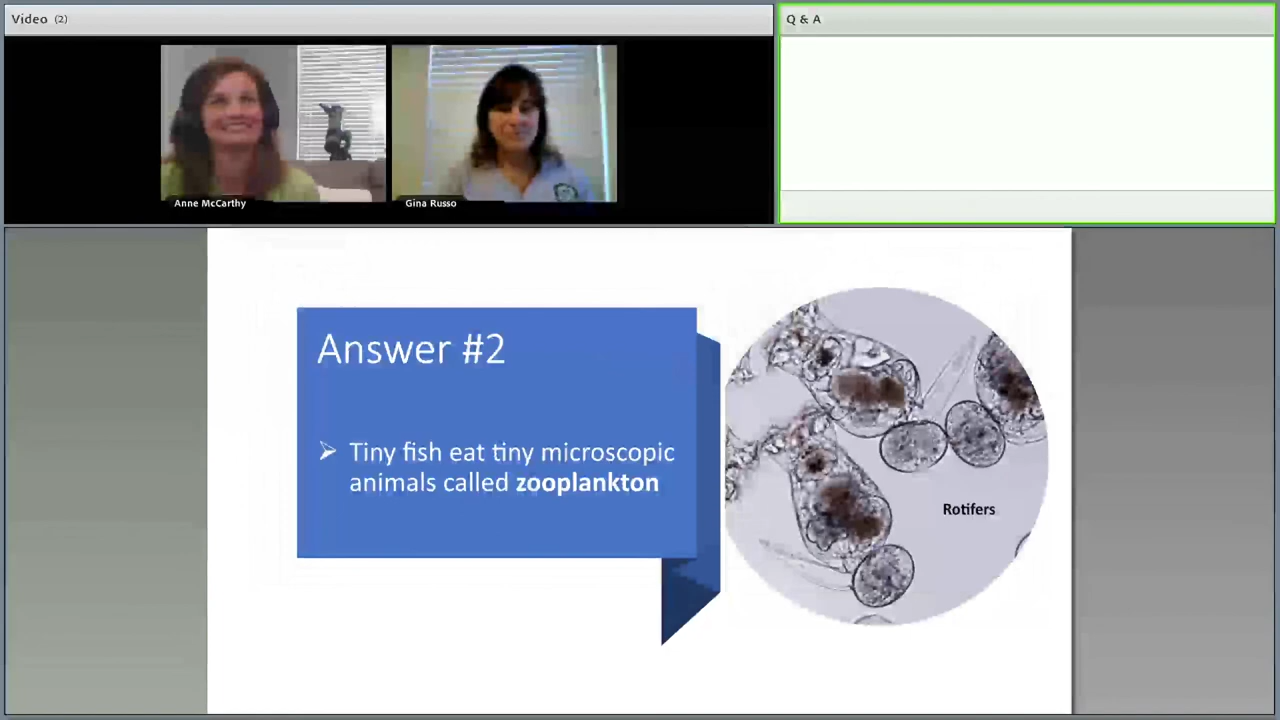 Video (2)
Q & A
Anne McCarthy
Gina Russo
Answer #2
➢ Tiny fish eat tiny microscopic
animals called zooplankton
Rotifers